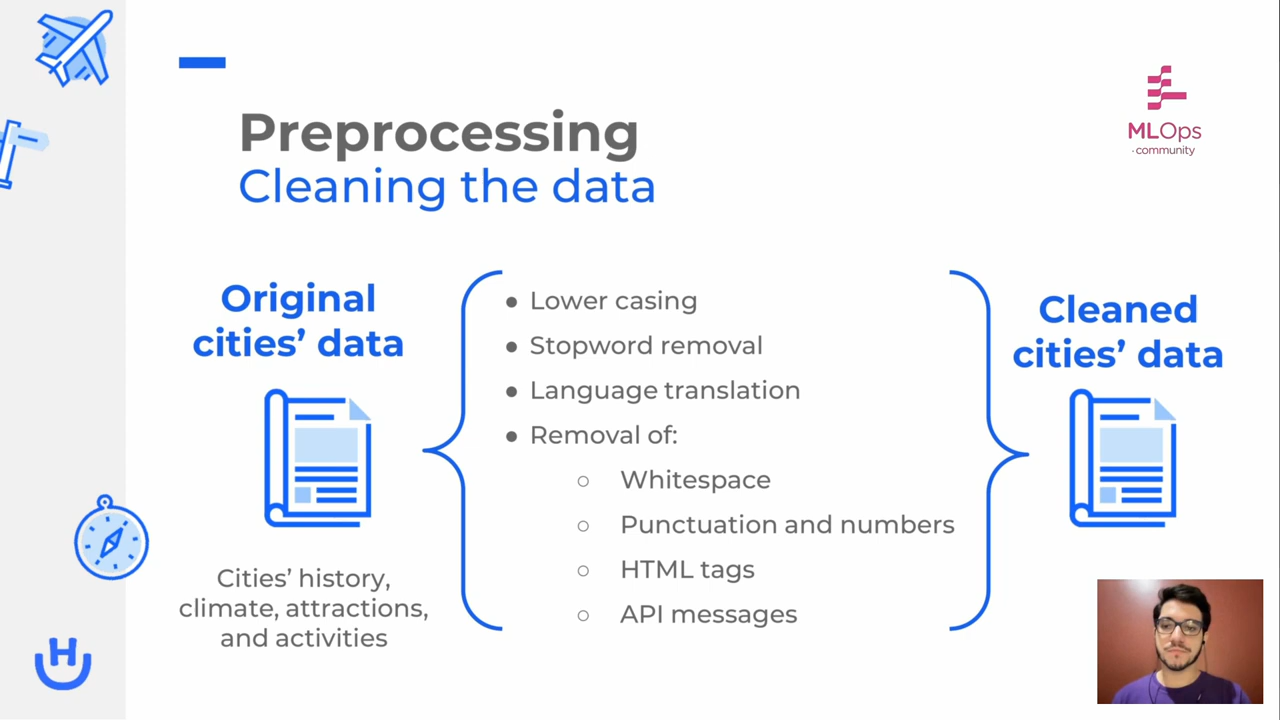 Preprocessing
Cleaning the data
MLOps
community
Original
cities’ data
Cities’ history,
climate, attractions,
and activities
● Lower casing
● Stopword removal
● Language translation
● Removal of:
○ Whitespace
○ Punctuation and numbers
○ HTML tags
○ API messages
Cleaned
cities’ data
H